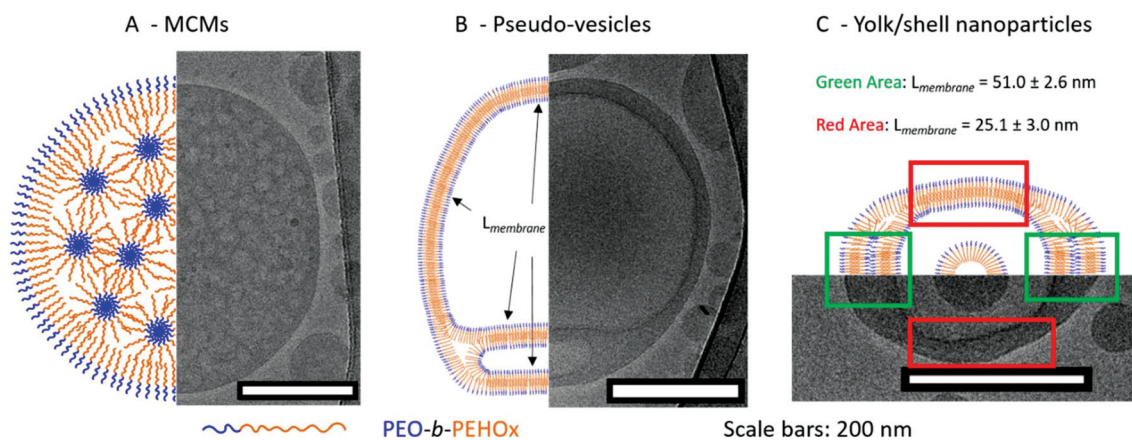 A - MCMs
B - Pseudo-vesicles
C - Yolk/shell nanoparticles
Green Area: Lmembrane = 51.0 ± 2.6 nm
Red Area: Lmembrane = 25.1 ± 3.0 nm
Lmembrane
PEO-b-PEHOx
Scale bars: 200 nm